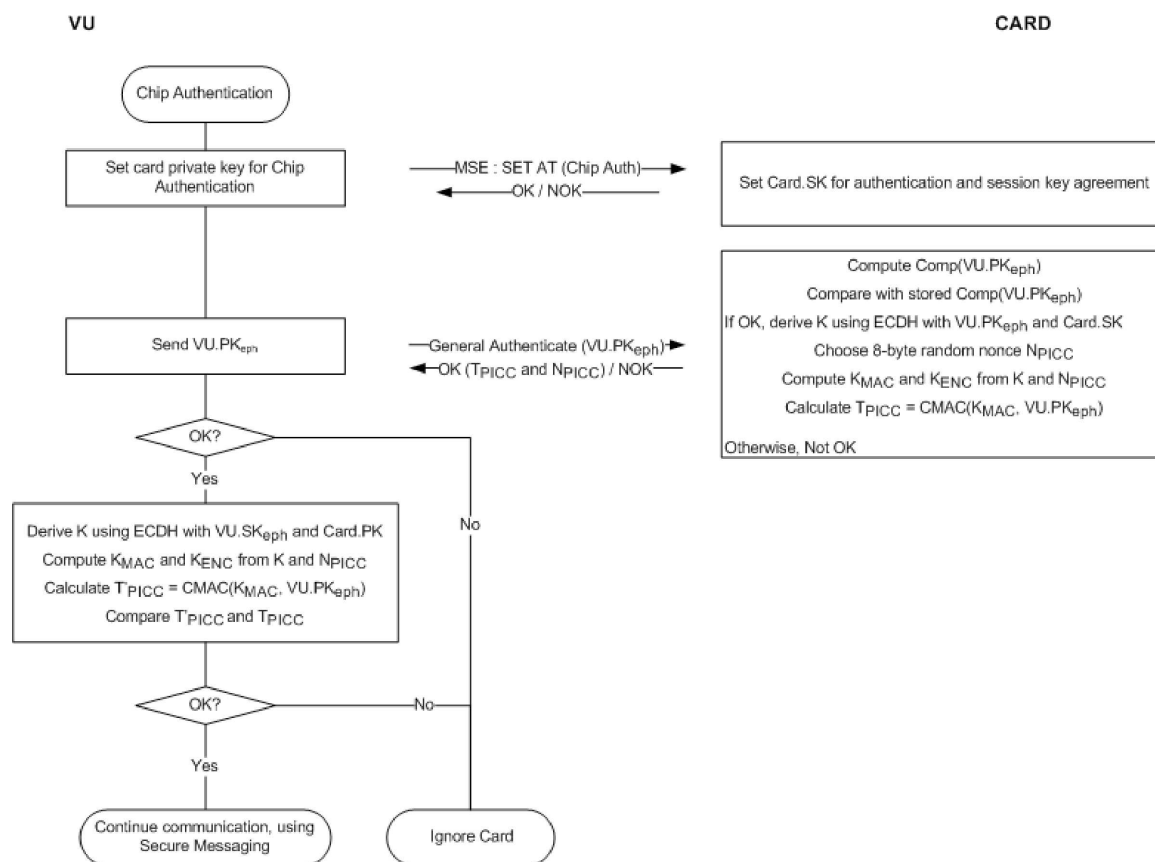 VU
CARD
Chip Authentication
Set card private key for Chip
Authentication
MSE : SET AT (Chip Auth)
OK / NOK
Set Card.SK for authentication and session key agreement
Compute Comp(VU.PKeph)
Compare with stored Comp(VU.PKeph)
If OK, derive K using ECDH with VU.PKeph and Card.SK
Choose 8-byte random nonce NPICC
Compute KMAC and KENC from K and NPICC
Calculate TPICC = CMAC(KMAC, VU.PKeph)
Otherwise, Not OK
Send VU.PKeph
General Authenticate (VU.PKeph)
OK (TPICC and NPICC) / NOK
OK?
Yes
No
Derive K using ECDH with VU.SKeph and Card.PK
Compute KMAC and KENC from K and NPICC
Calculate T'PICC = CMAC(KMAC, VU.PKeph)
Compare T'PICC and TPICC
OK?
No
Yes
Continue communication, using
Secure Messaging
Ignore Card